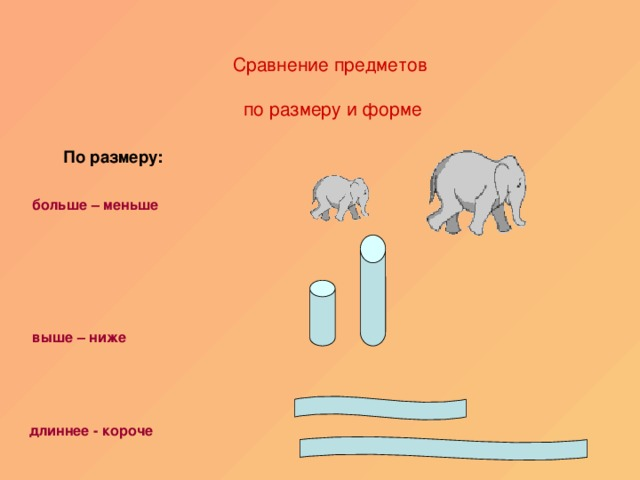 Сравнение предметов
по размеру и форме
По размеру:
больше – меньше
выше – ниже
длиннее - короче